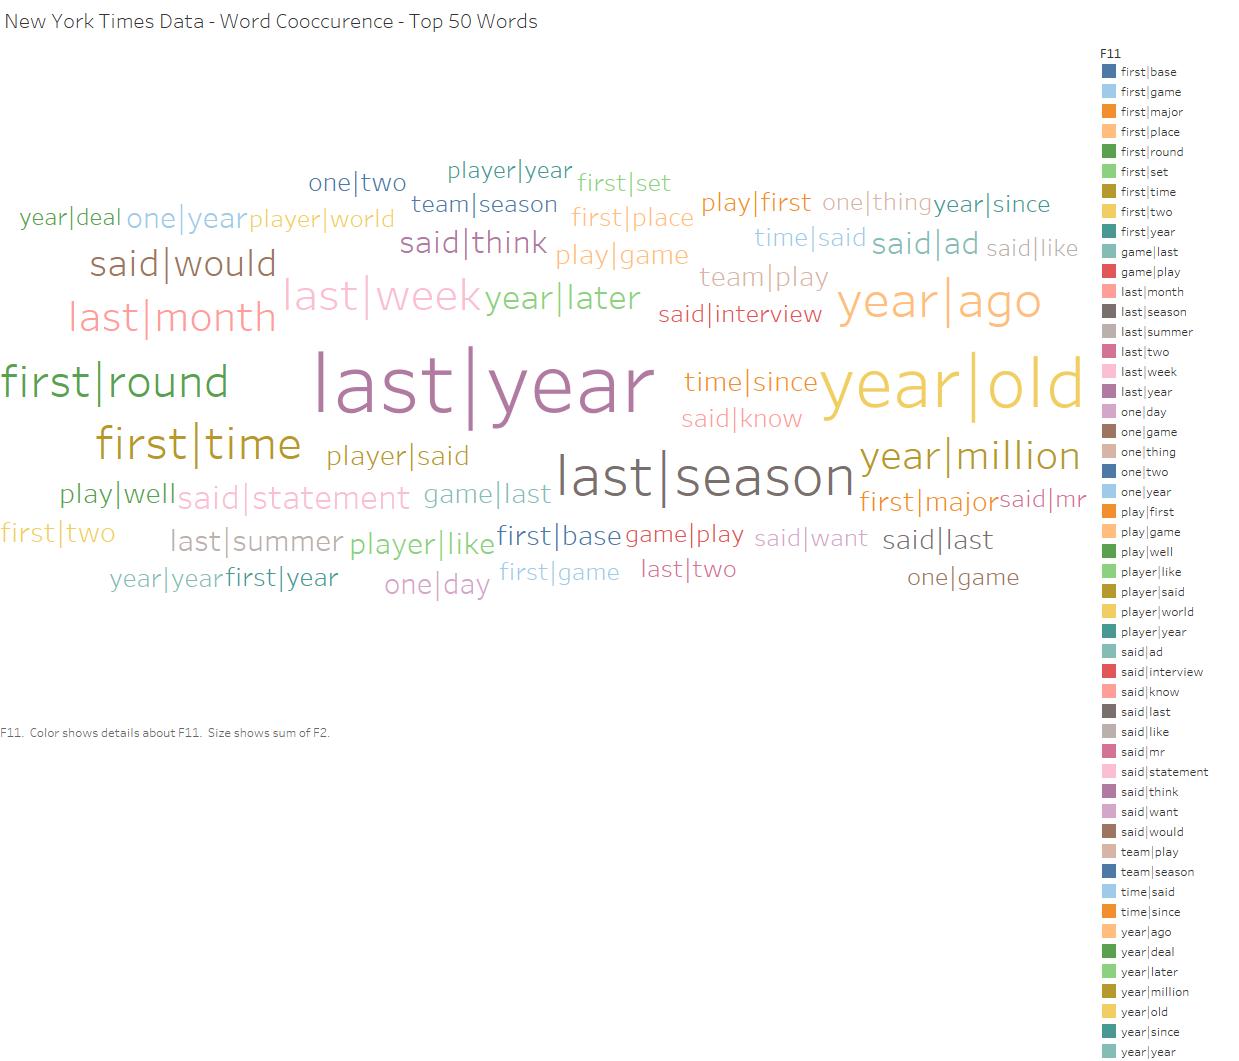 New York Times Data - Word Cooccurence - Top 50 Words
one|two player|year first|set
year|deal one|year player|world team|season first|place play|first one|thing year|since
said|would said|think play|game time|said said|ad said|like
last|month last|week year|later team|play said|interview year|ago
first|round last|year time|since year|old
said|know
first|time player|said last|season year|million
play|well said|statement game|last first|major said|mr
first|two last|summer player|like first|base game|play said|want said|last
year|year first|year one|day first|game last|two one|game
F11. Color shows details about F11. Size shows sum of F2.
F11
first|base
first|game
first|major
first|place
first|round
first|set
first|time
first|two
first|year
game|last
game|play
last|month
last|season
last|summer
last|two
last|week
last|year
one|day
one|game
one|thing
one|two
one|year
play|first
play|game
play|well
player|like
player|said
player|world
player|year
said|ad
said|interview
said|know
said|last
said|like
said|mr
said|statement
said|think
said|want
said|would
team|play
team|season
time|said
time|since
year|ago
year|deal
year|later
year|million
year|old
year|since
year|year